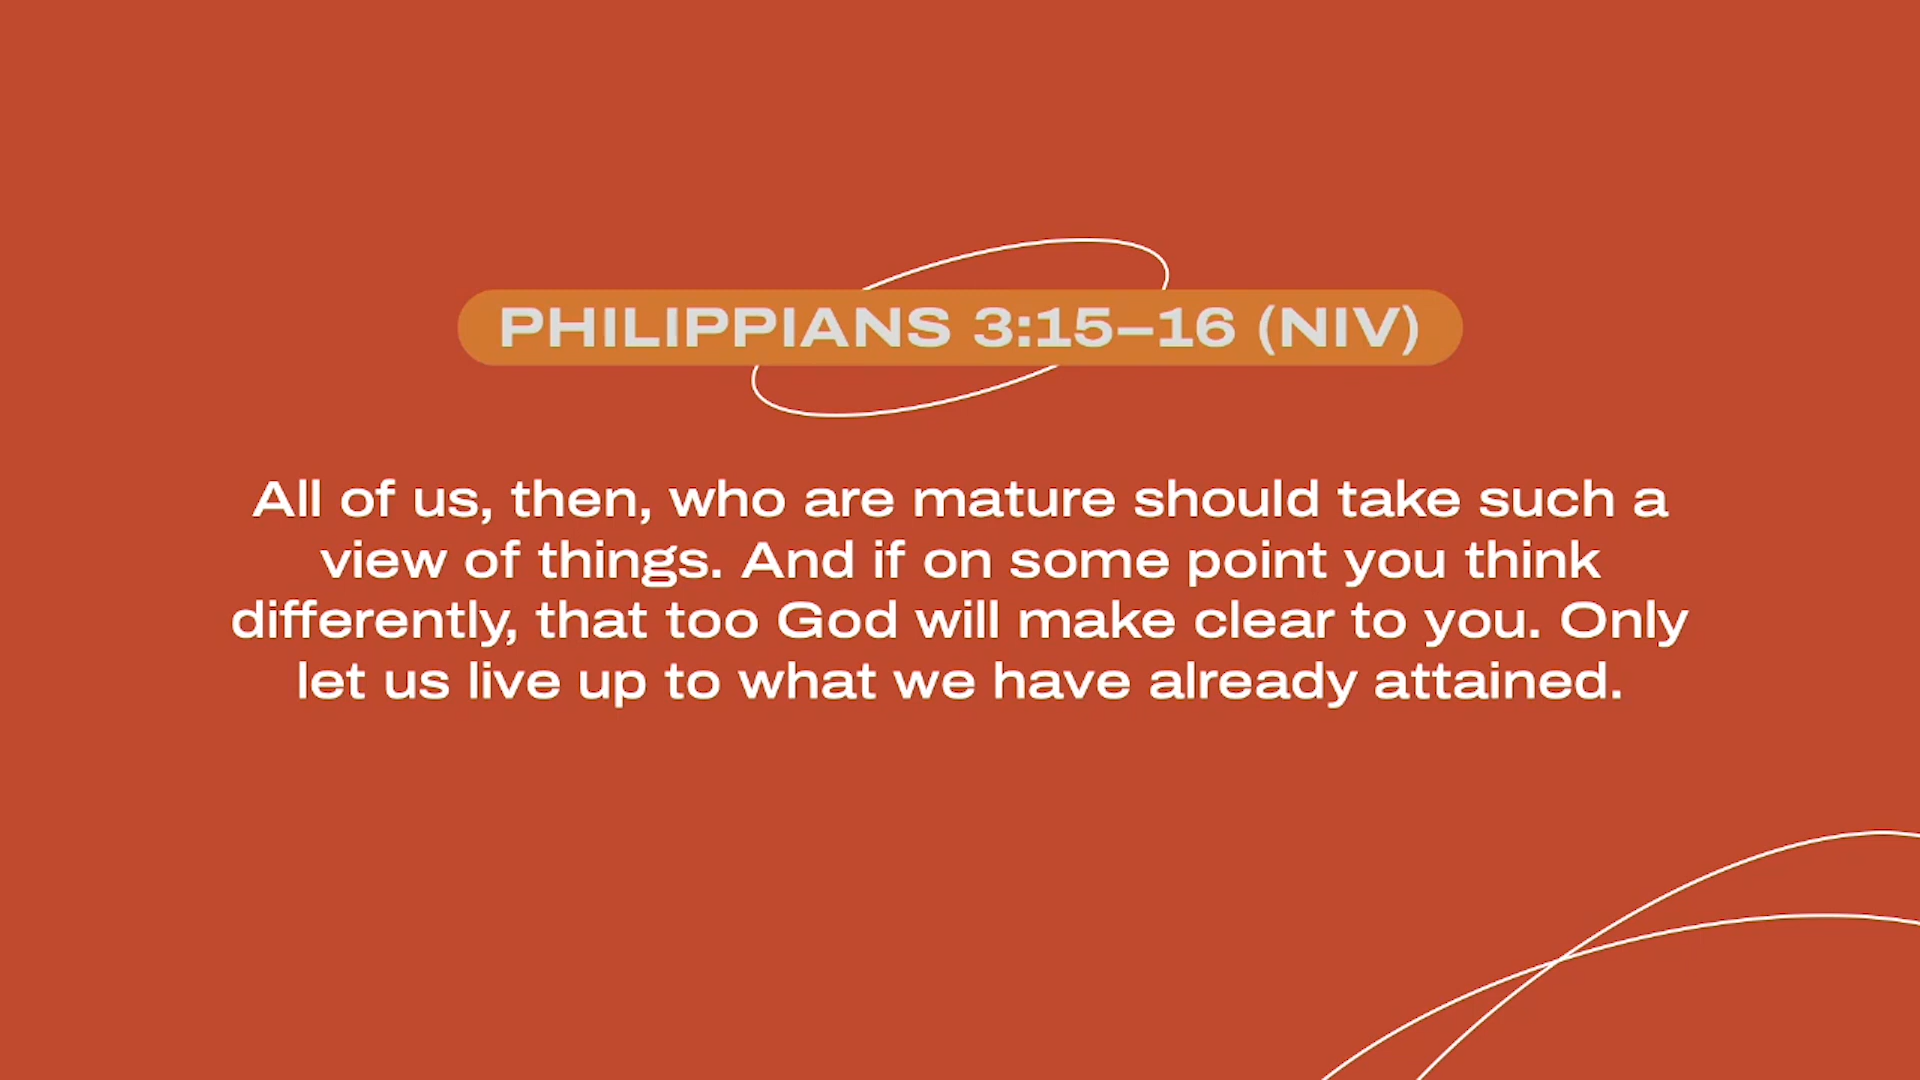 PHILIPPIANS 3:15–16 (NIV)
All of us, then, who are mature should take such a
view of things. And if on some point you think
differently, that too God will make clear to you. Only
let us live up to what we have already attained.